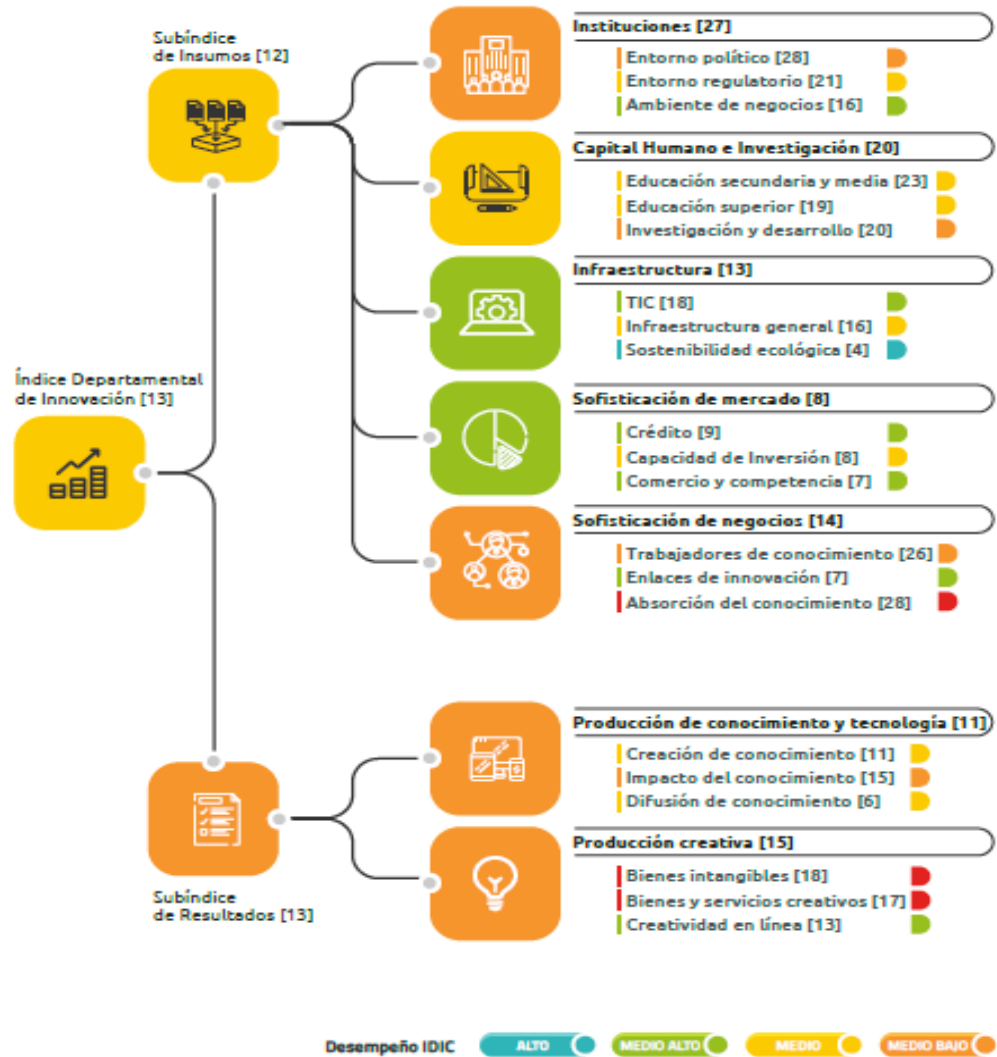 Subíndice
de Insumos [12]
Instituciones [27]
Entorno político [28]
Entorno regulatorio [21]
Ambiente de negocios [16]
Capital Humano e Investigación [20]
Educación secundaria y media [23]
Educación superior [19]
Investigación y desarrollo [20]
Infraestructura [13]
TIC [18]
Infraestructura general [16]
Sostenibilidad ecológica [4]
Índice Departamental
de Innovación [13]
Sofisticación de mercado [8]
Crédito [9]
Capacidad de Inversión [8]
Comercio y competencia [7]
Sofisticación de negocios [14]
Trabajadores de conocimiento [26]
Enlaces de innovación [7]
Absorción del conocimiento [28]
Producción de conocimiento y tecnología [11]
Creación de conocimiento [11]
Impacto del conocimiento [15]
Difusión de conocimiento [6]
Producción creativa [15]
Bienes intangibles [18]
Bienes y servicios creativos [17]
Creatividad en línea [13]
Subíndice
de Resultados [13]
Desempeño IDIC ALTO MEDIO ALTO MEDIO MEDIO BAJO